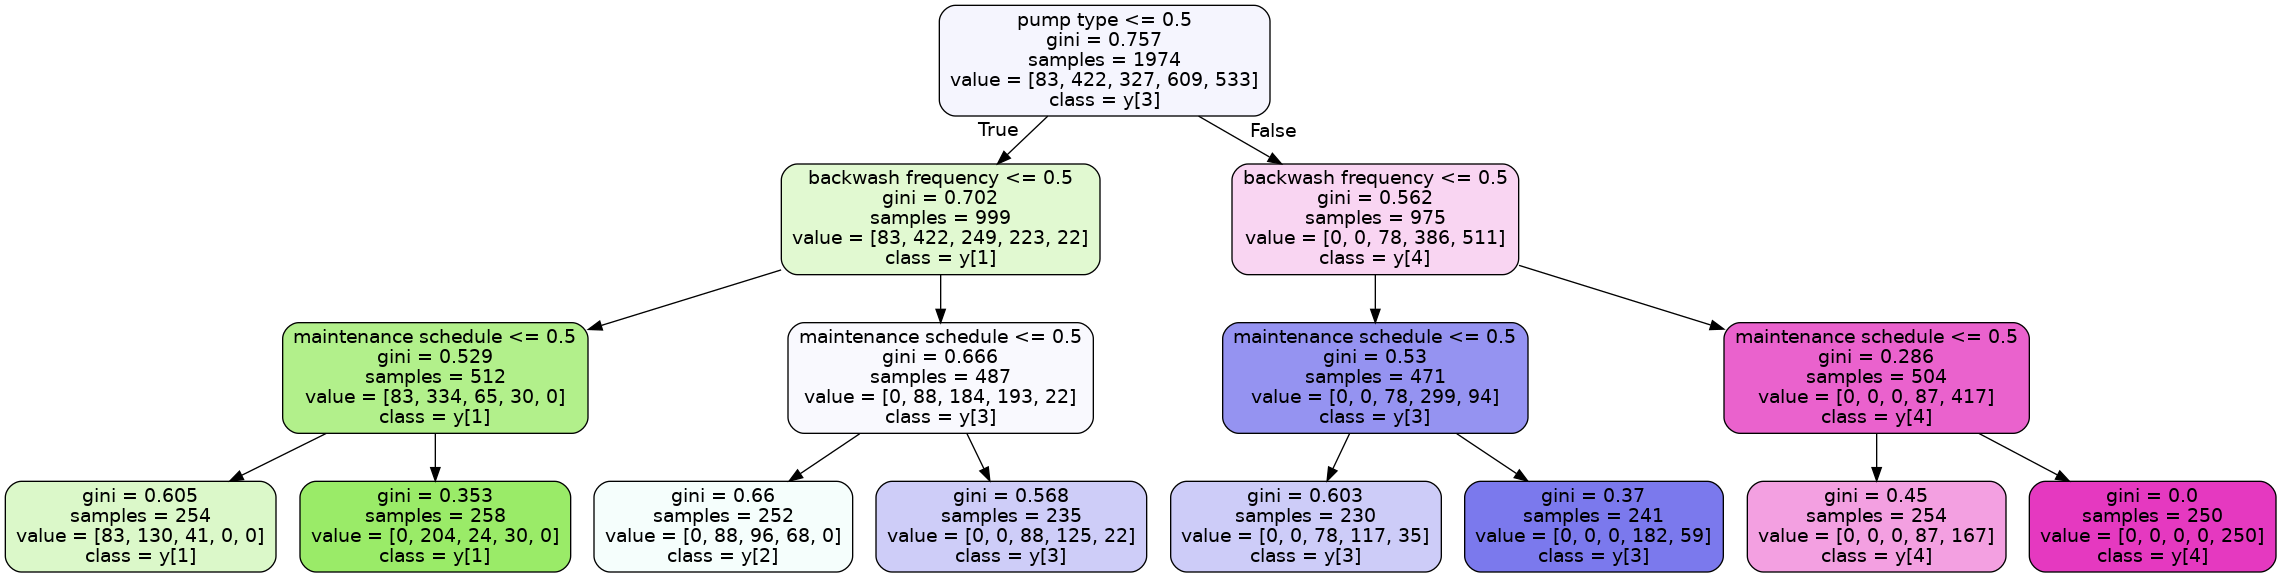 pump type <= 0.5
gini = 0.757
samples = 1974
value = [83, 422, 327, 609, 533]
class = y[3]
True
False
backwash frequency <= 0.5
gini = 0.702
samples = 999
value = [83, 422, 249, 223, 22]
class = y[1]
backwash frequency <= 0.5
gini = 0.562
samples = 975
value = [0, 0, 78, 386, 511]
class = y[4]
maintenance schedule <= 0.5
gini = 0.529
samples = 512
value = [83, 334, 65, 30, 0]
class = y[1]
maintenance schedule <= 0.5
gini = 0.666
samples = 487
value = [0, 88, 184, 193, 22]
class = y[3]
maintenance schedule <= 0.5
gini = 0.53
samples = 471
value = [0, 0, 78, 299, 94]
class = y[3]
maintenance schedule <= 0.5
gini = 0.286
samples = 504
value = [0, 0, 0, 87, 417]
class = y[4]
gini = 0.605
samples = 254
value = [83, 130, 41, 0, 0]
class = y[1]
gini = 0.353
samples = 258
value = [0, 204, 24, 30, 0]
class = y[1]
gini = 0.66
samples = 252
value = [0, 88, 96, 68, 0]
class = y[2]
gini = 0.568
samples = 235
value = [0, 0, 88, 125, 22]
class = y[3]
gini = 0.603
samples = 230
value = [0, 0, 78, 117, 35]
class = y[3]
gini = 0.37
samples = 241
value = [0, 0, 0, 182, 59]
class = y[3]
gini = 0.45
samples = 254
value = [0, 0, 0, 87, 167]
class = y[4]
gini = 0.0
samples = 250
value = [0, 0, 0, 0, 250]
class = y[4]